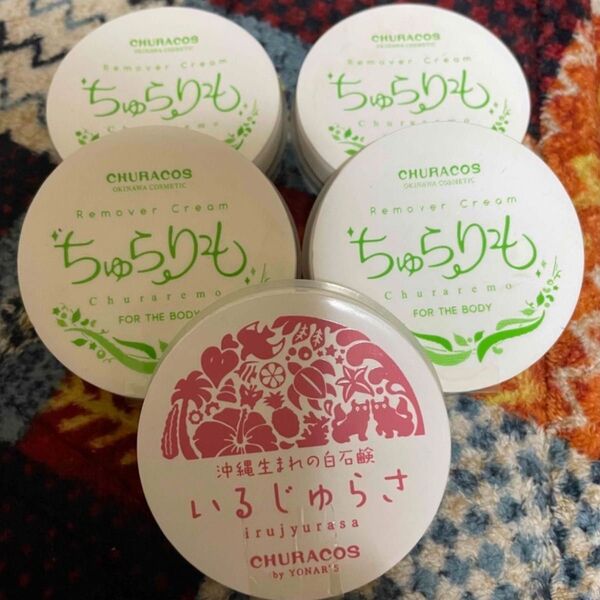 CHURACOS
OKINAWA COSMETIC
Remover Cream
ちゅらりも
Churaremo
CHURACOS
OKINAWA COSMETIC
Remover Cream
ちゅらりも
Churaremo
CHURACOS
OKINAWA COSMETIC
Remover Cream
ちゅらりも
Churaremo
FOR THE BODY
CHURACOS
OKINAWA COSMETIC
Remover Cream
ちゅらりも
Churaremo
FOR THE BODY
沖縄生まれの白石鹸
いるじゅらさ
irujyurasa
CHURACOS
by YONAR'S